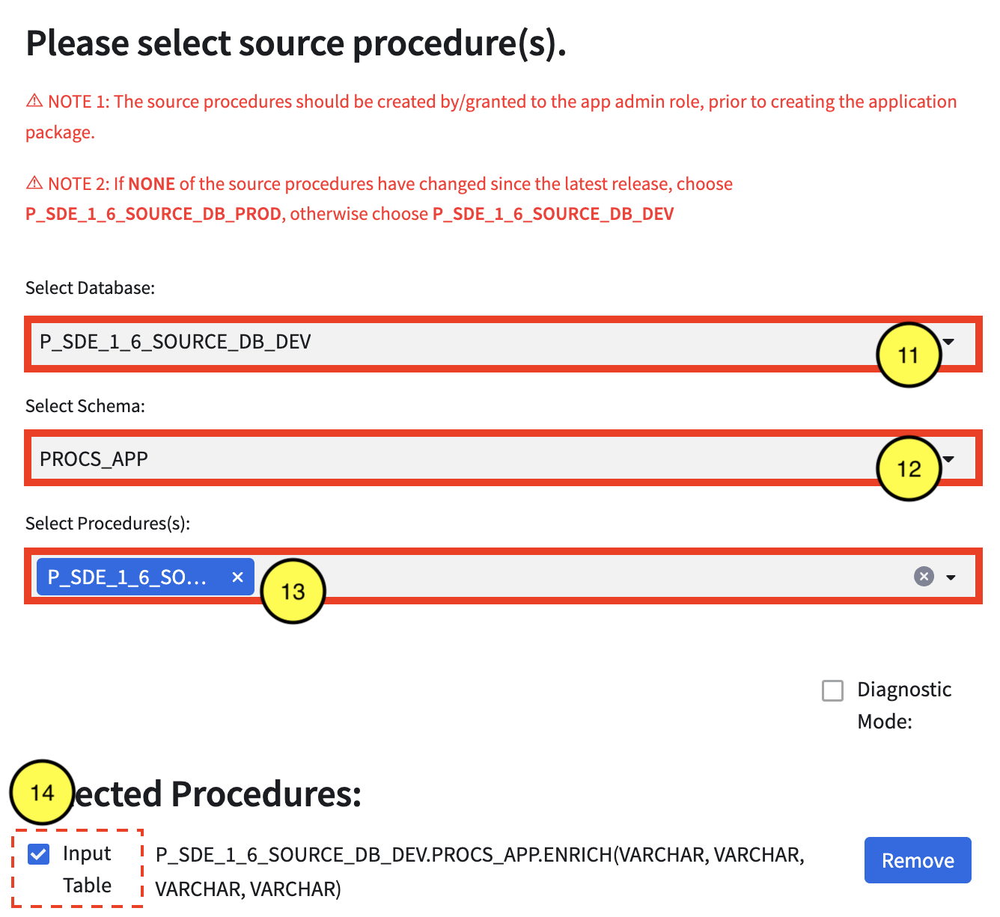 Please select source procedure(s).
⚠ NOTE 1: The source procedures should be created by/granted to the app admin role, prior to creating the application
package.
⚠ NOTE 2: If NONE of the source procedures have changed since the latest release, choose
P_SDE_1_6_SOURCE_DB_PROD, otherwise choose P_SDE_1_6_SOURCE_DB_DEV
Select Database:
P_SDE_1_6_SOURCE_DB_DEV
11
Select Schema:
PROCS_APP
12
Select Procedures(s):
P_SDE_1_6_SO... ×
13
Diagnostic
Mode:
14
ected Procedures:
Input
Table
P_SDE_1_6_SOURCE_DB_DEV.PROCS_APP.ENRICH(VARCHAR, VARCHAR,
VARCHAR, VARCHAR)
Remove